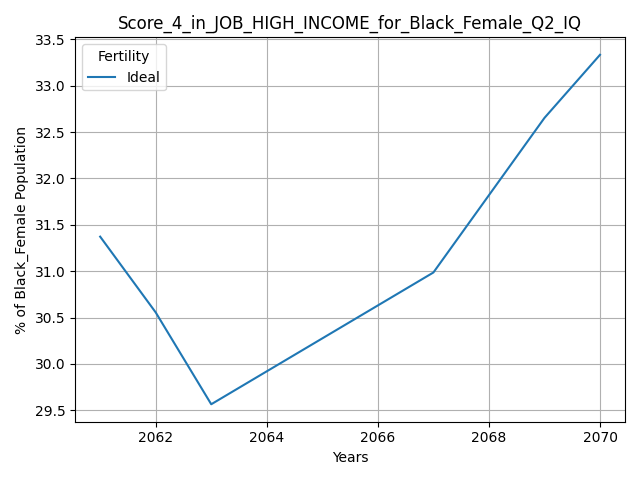 Score_4_in_JOB_HIGH_INCOME_for_Black_Female_Q2_IQ
Fertility
Ideal
% of Black_Female Population
33.5
33.0
32.5
32.0
31.5
31.0
30.5
30.0
29.5
2062 2064 2066 2068 2070
Years